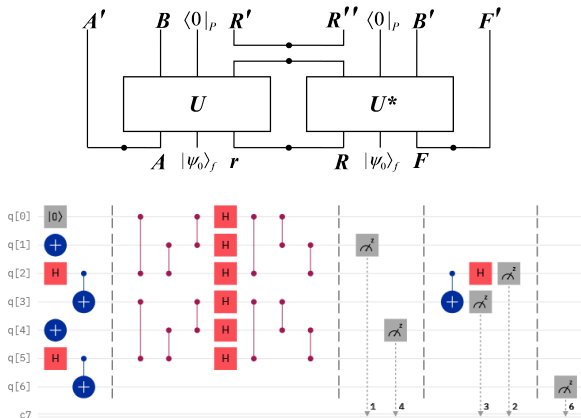 A′ B ⟨0|P R′ R″ ⟨0|P B′ F′
U U*
A |ψ0⟩f r R |ψ0⟩f F
q[0] |0⟩ H
q[1] + H z
q[2] H H z
q[3] + H + z
q[4] + H z
q[5] H H
q[6] + z
c7 1 4 3 2 6